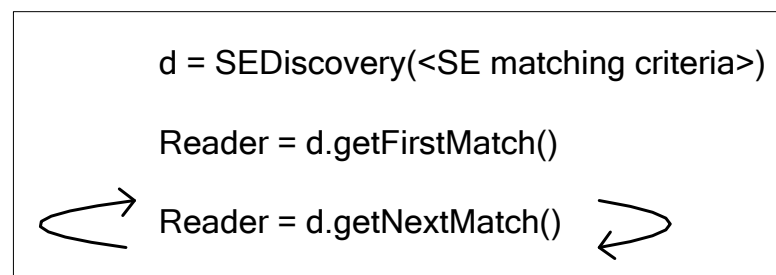 d = SEDiscovery(<SE matching criteria>)
Reader = d.getFirstMatch()
Reader = d.getNextMatch()